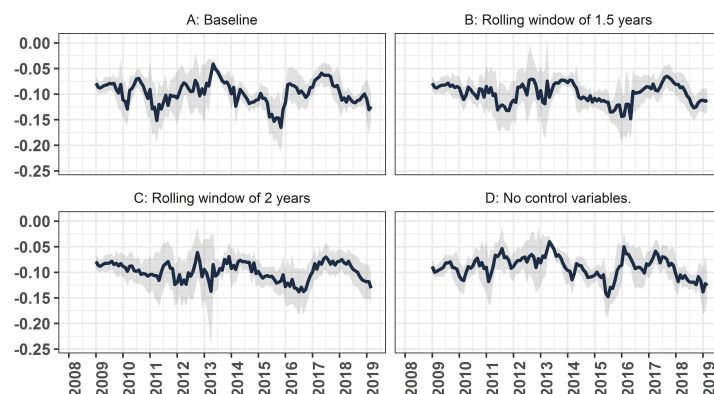 A: Baseline
B: Rolling window of 1.5 years
0.00
-0.05
-0.10
-0.15
-0.20
-0.25
C: Rolling window of 2 years
D: No control variables.
0.00
-0.05
-0.10
-0.15
-0.20
-0.25
2008 2009 2010 2011 2012 2013 2014 2015 2016 2017 2018 2019
2008 2009 2010 2011 2012 2013 2014 2015 2016 2017 2018 2019